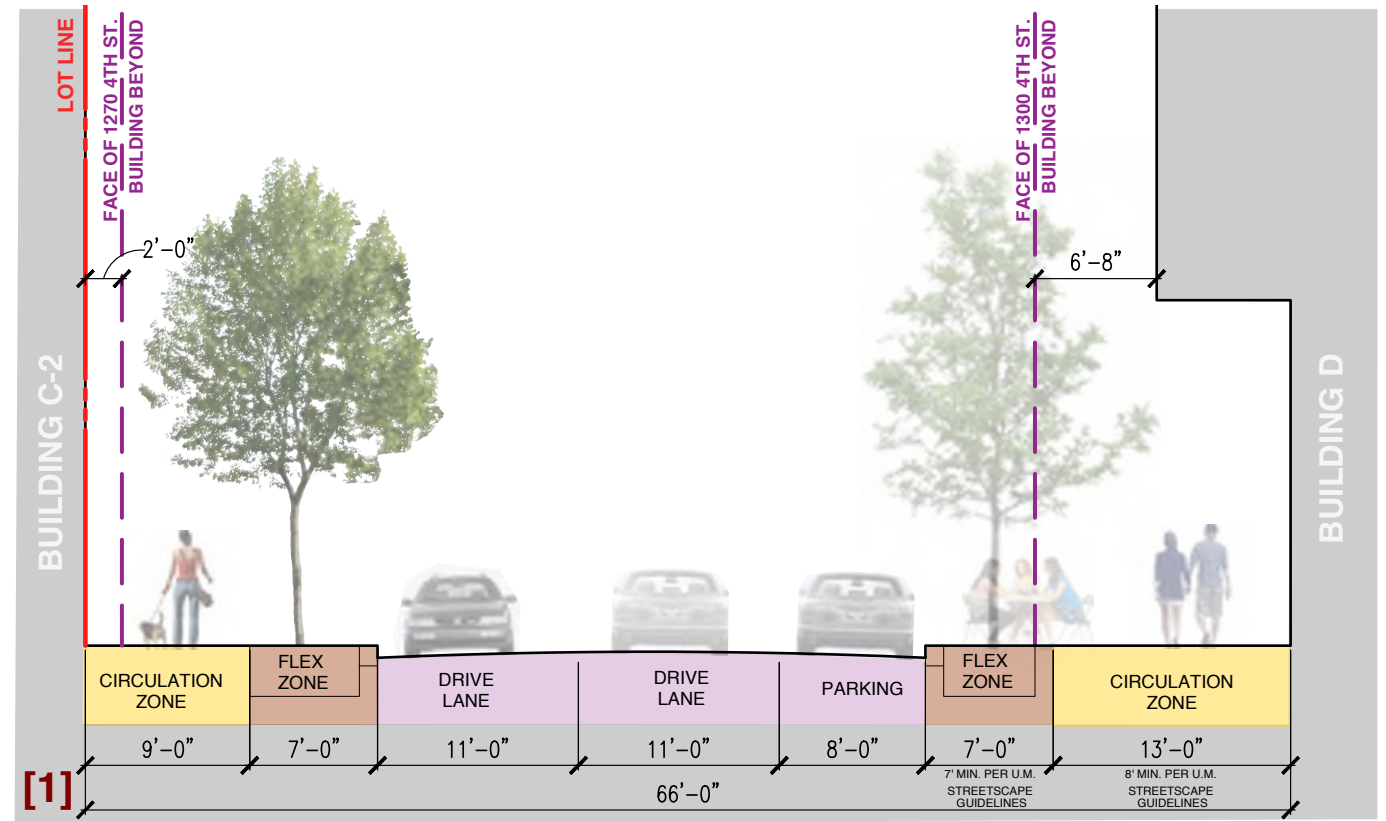 LOT LINE
FACE OF 1270 4TH ST.
BUILDING BEYOND
FACE OF 1300 4TH ST.
BUILDING BEYOND
2’-0”
6’-8”
BUILDING C-2
BUILDING D
CIRCULATION
ZONE
FLEX
ZONE
DRIVE
LANE
DRIVE
LANE
PARKING
FLEX
ZONE
CIRCULATION
ZONE
9’-0”
7’-0”
11’-0”
11’-0”
8’-0”
7’-0”
13’-0”
7' MIN. PER U.M.
STREETSCAPE
GUIDELINES
8' MIN. PER U.M.
STREETSCAPE
GUIDELINES
[1]
66’-0”